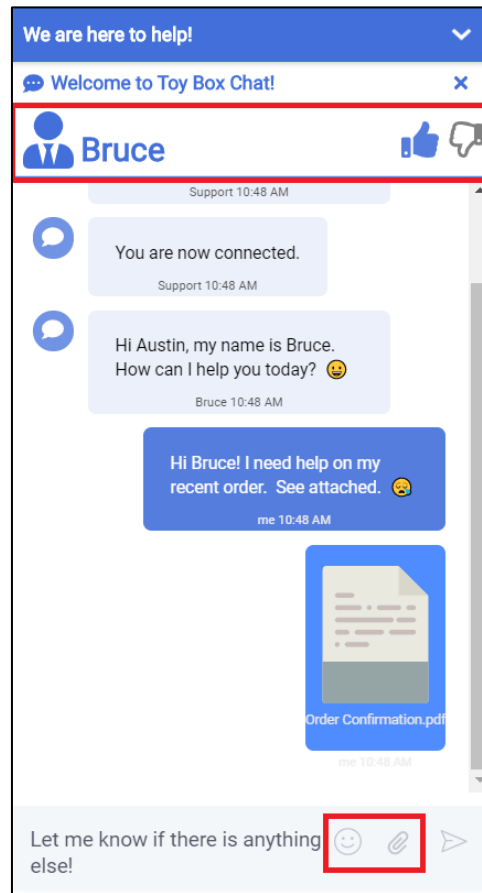 We are here to help!
Welcome to Toy Box Chat!
Bruce
Support 10:48 AM
You are now connected.
Support 10:48 AM
Hi Austin, my name is Bruce.
How can I help you today? 😀
Bruce 10:48 AM
Hi Bruce! I need help on my
recent order. See attached. 😪
me 10:48 AM
Order Confirmation.pdf
me 10:48 AM
Let me know if there is anything
else!